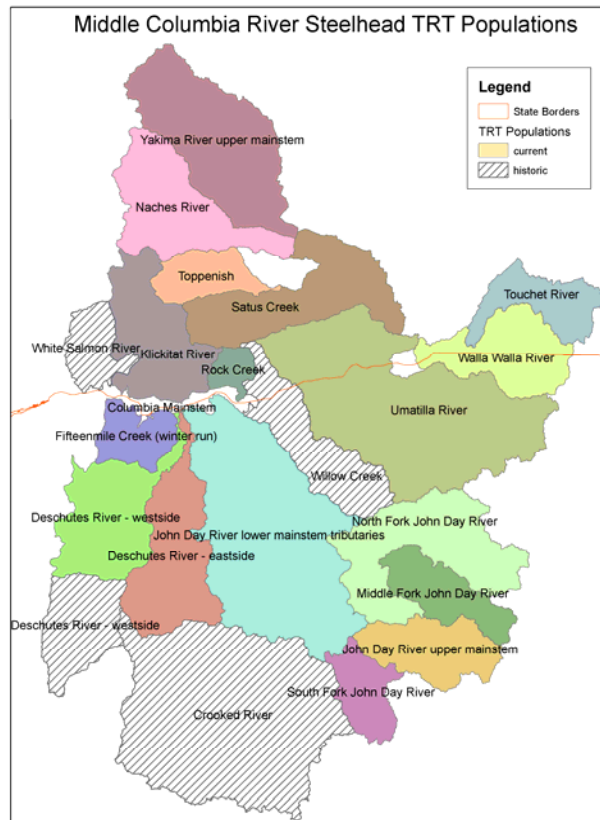 Middle Columbia River Steelhead TRT Populations
Legend
State Borders
TRT Populations
current
historic
Yakima River upper mainstem
Naches River
Toppenish
Touchet River
Satus Creek
White Salmon River
Klickitat River
Walla Walla River
Rock Creek
Columbia Mainstem
Umatilla River
Fifteenmile Creek (winter run)
Willow Creek
Deschutes River - westside
North Fork John Day River
John Day River lower mainstem tributaries
Deschutes River - eastside
Middle Fork John Day River
Deschutes River - westside
John Day River upper mainstem
South Fork John Day River
Crooked River